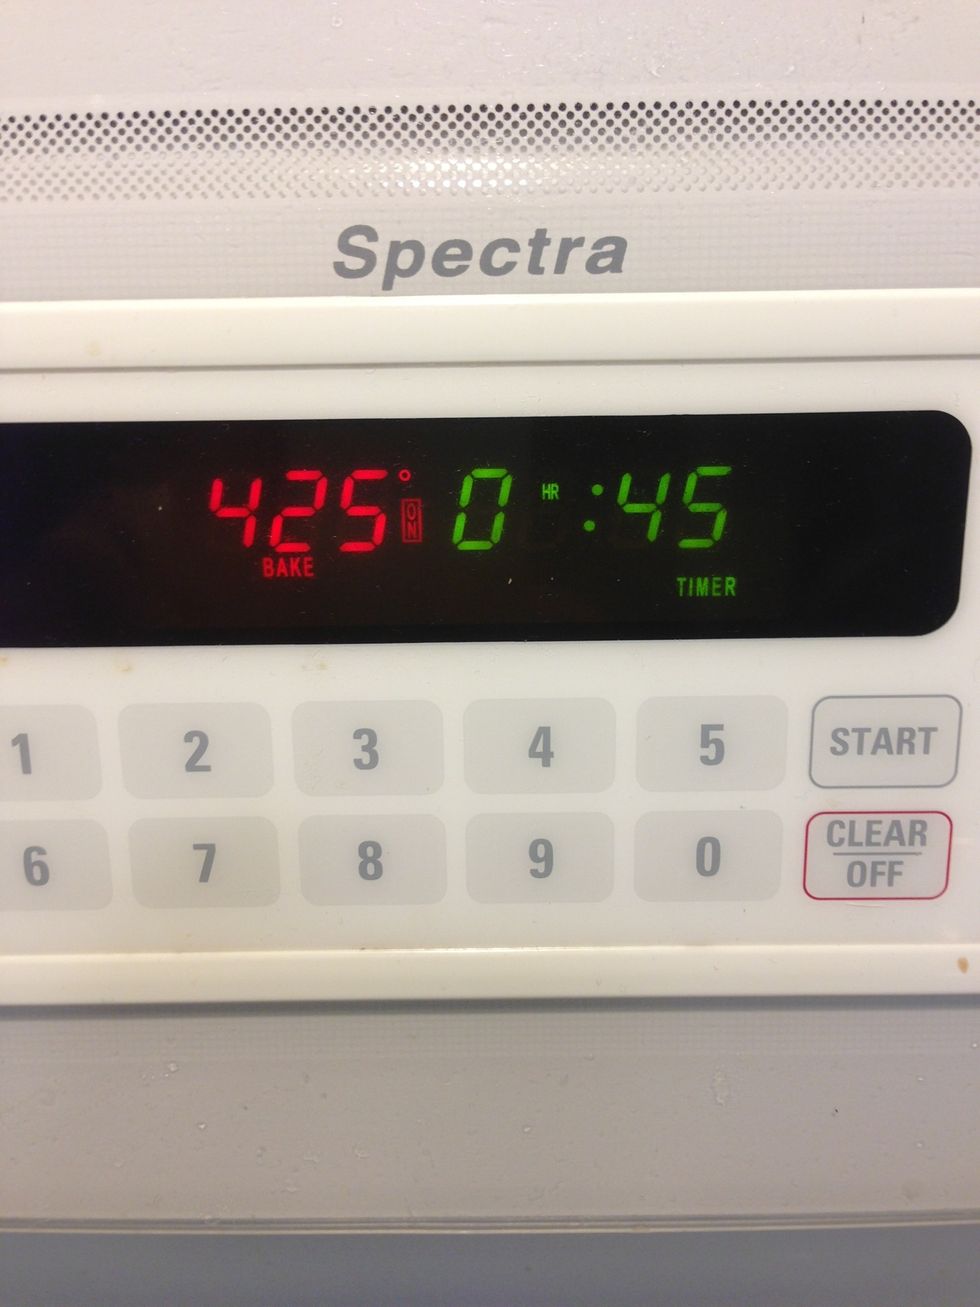 Spectra
425° ON 0 HR :45
BAKE TIMER
1 2 3 4 5 START
6 7 8 9 0 CLEAR
OFF